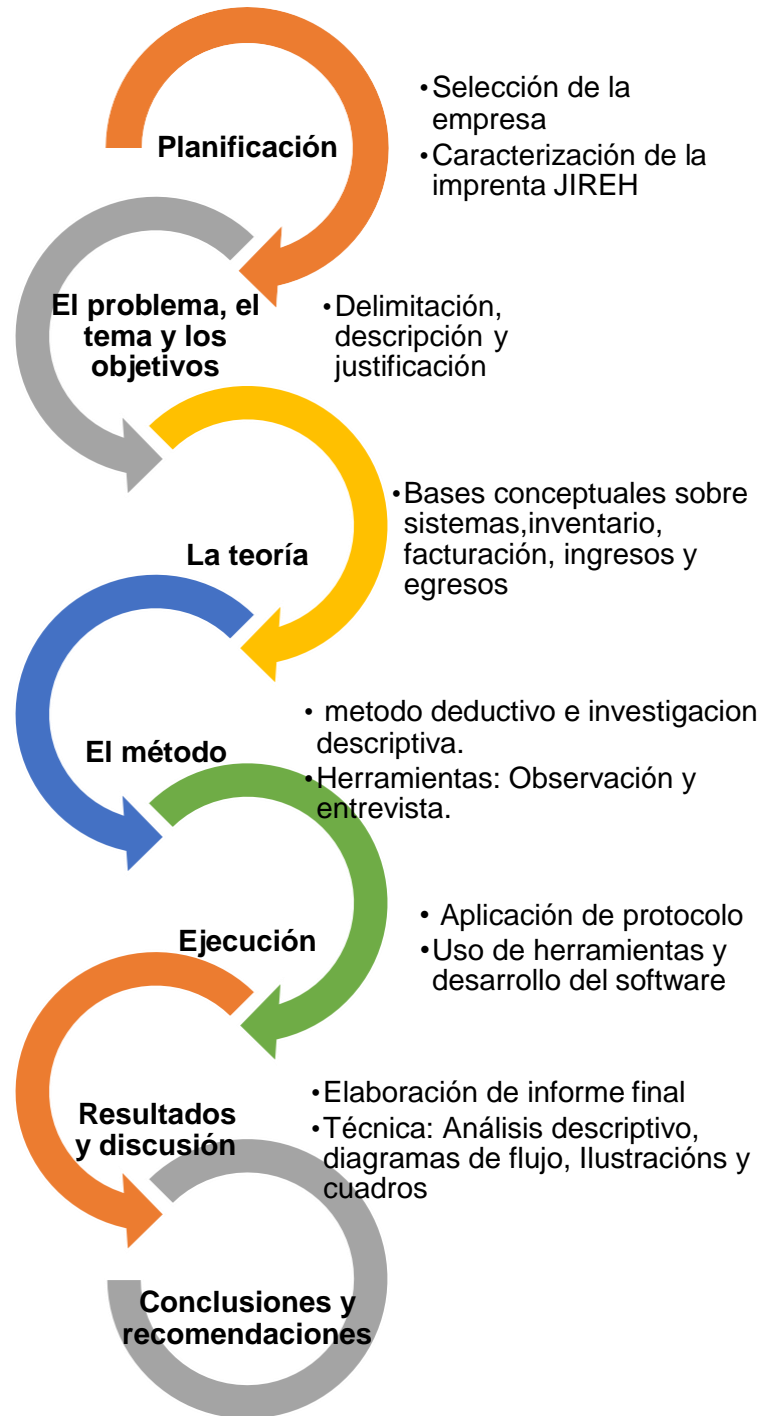 Planificación
•Selección de la
empresa
•Caracterización de la
imprenta JIREH
El problema, el
tema y los
objetivos
•Delimitación,
descripción y
justificación
La teoría
•Bases conceptuales sobre
sistemas,inventario,
facturación, ingresos y
egresos
El método
• metodo deductivo e investigacion
descriptiva.
•Herramientas: Observación y
entrevista.
Ejecución
• Aplicación de protocolo
•Uso de herramientas y
desarrollo del software
Resultados
y discusión
•Elaboración de informe final
•Técnica: Análisis descriptivo,
diagramas de flujo, Ilustracións y
cuadros
Conclusiones y
recomendaciones